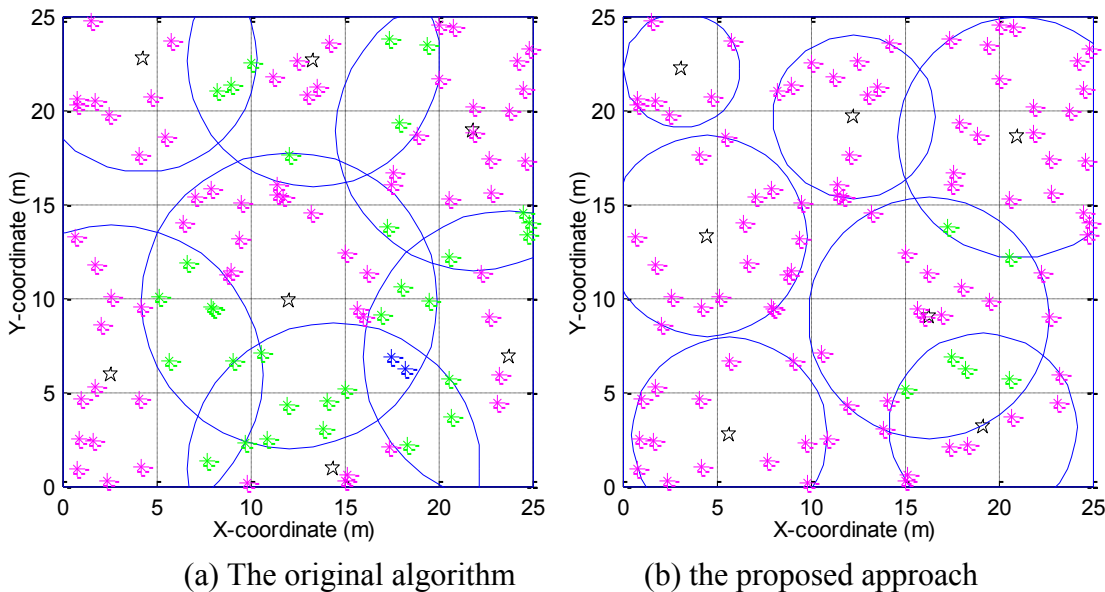 25
20
15
10
5
0
Y-coordinate (m)
0 5 10 15 20 25
X-coordinate (m)
(a) The original algorithm
25
20
15
10
5
0
Y-coordinate (m)
0 5 10 15 20 25
X-coordinate (m)
(b) the proposed approach